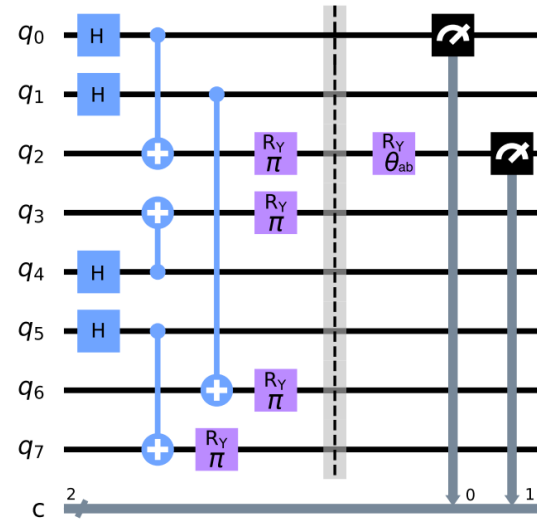 q0 H
q1 H
q2 RY π RY θab
q3 RY π
q4 H
q5 H
q6 RY π
q7 RY π
c 2 0 1